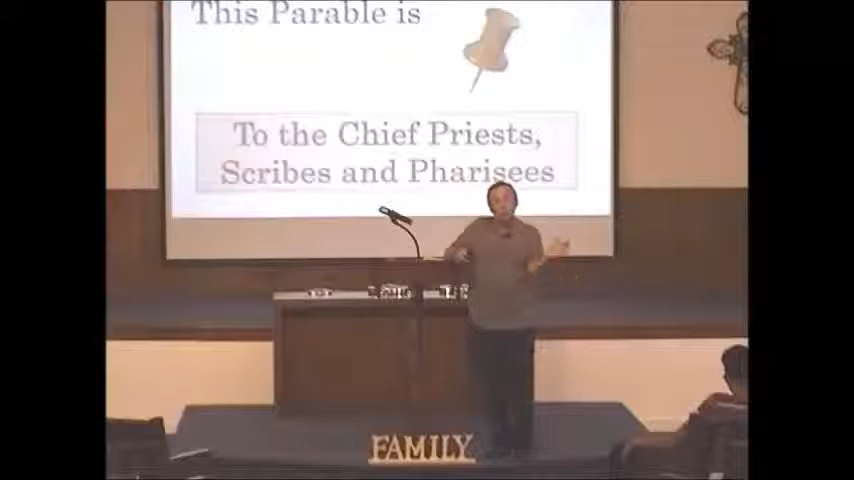 This Parable is
To the Chief Priests,
Scribes and Pharisees
FAMILY